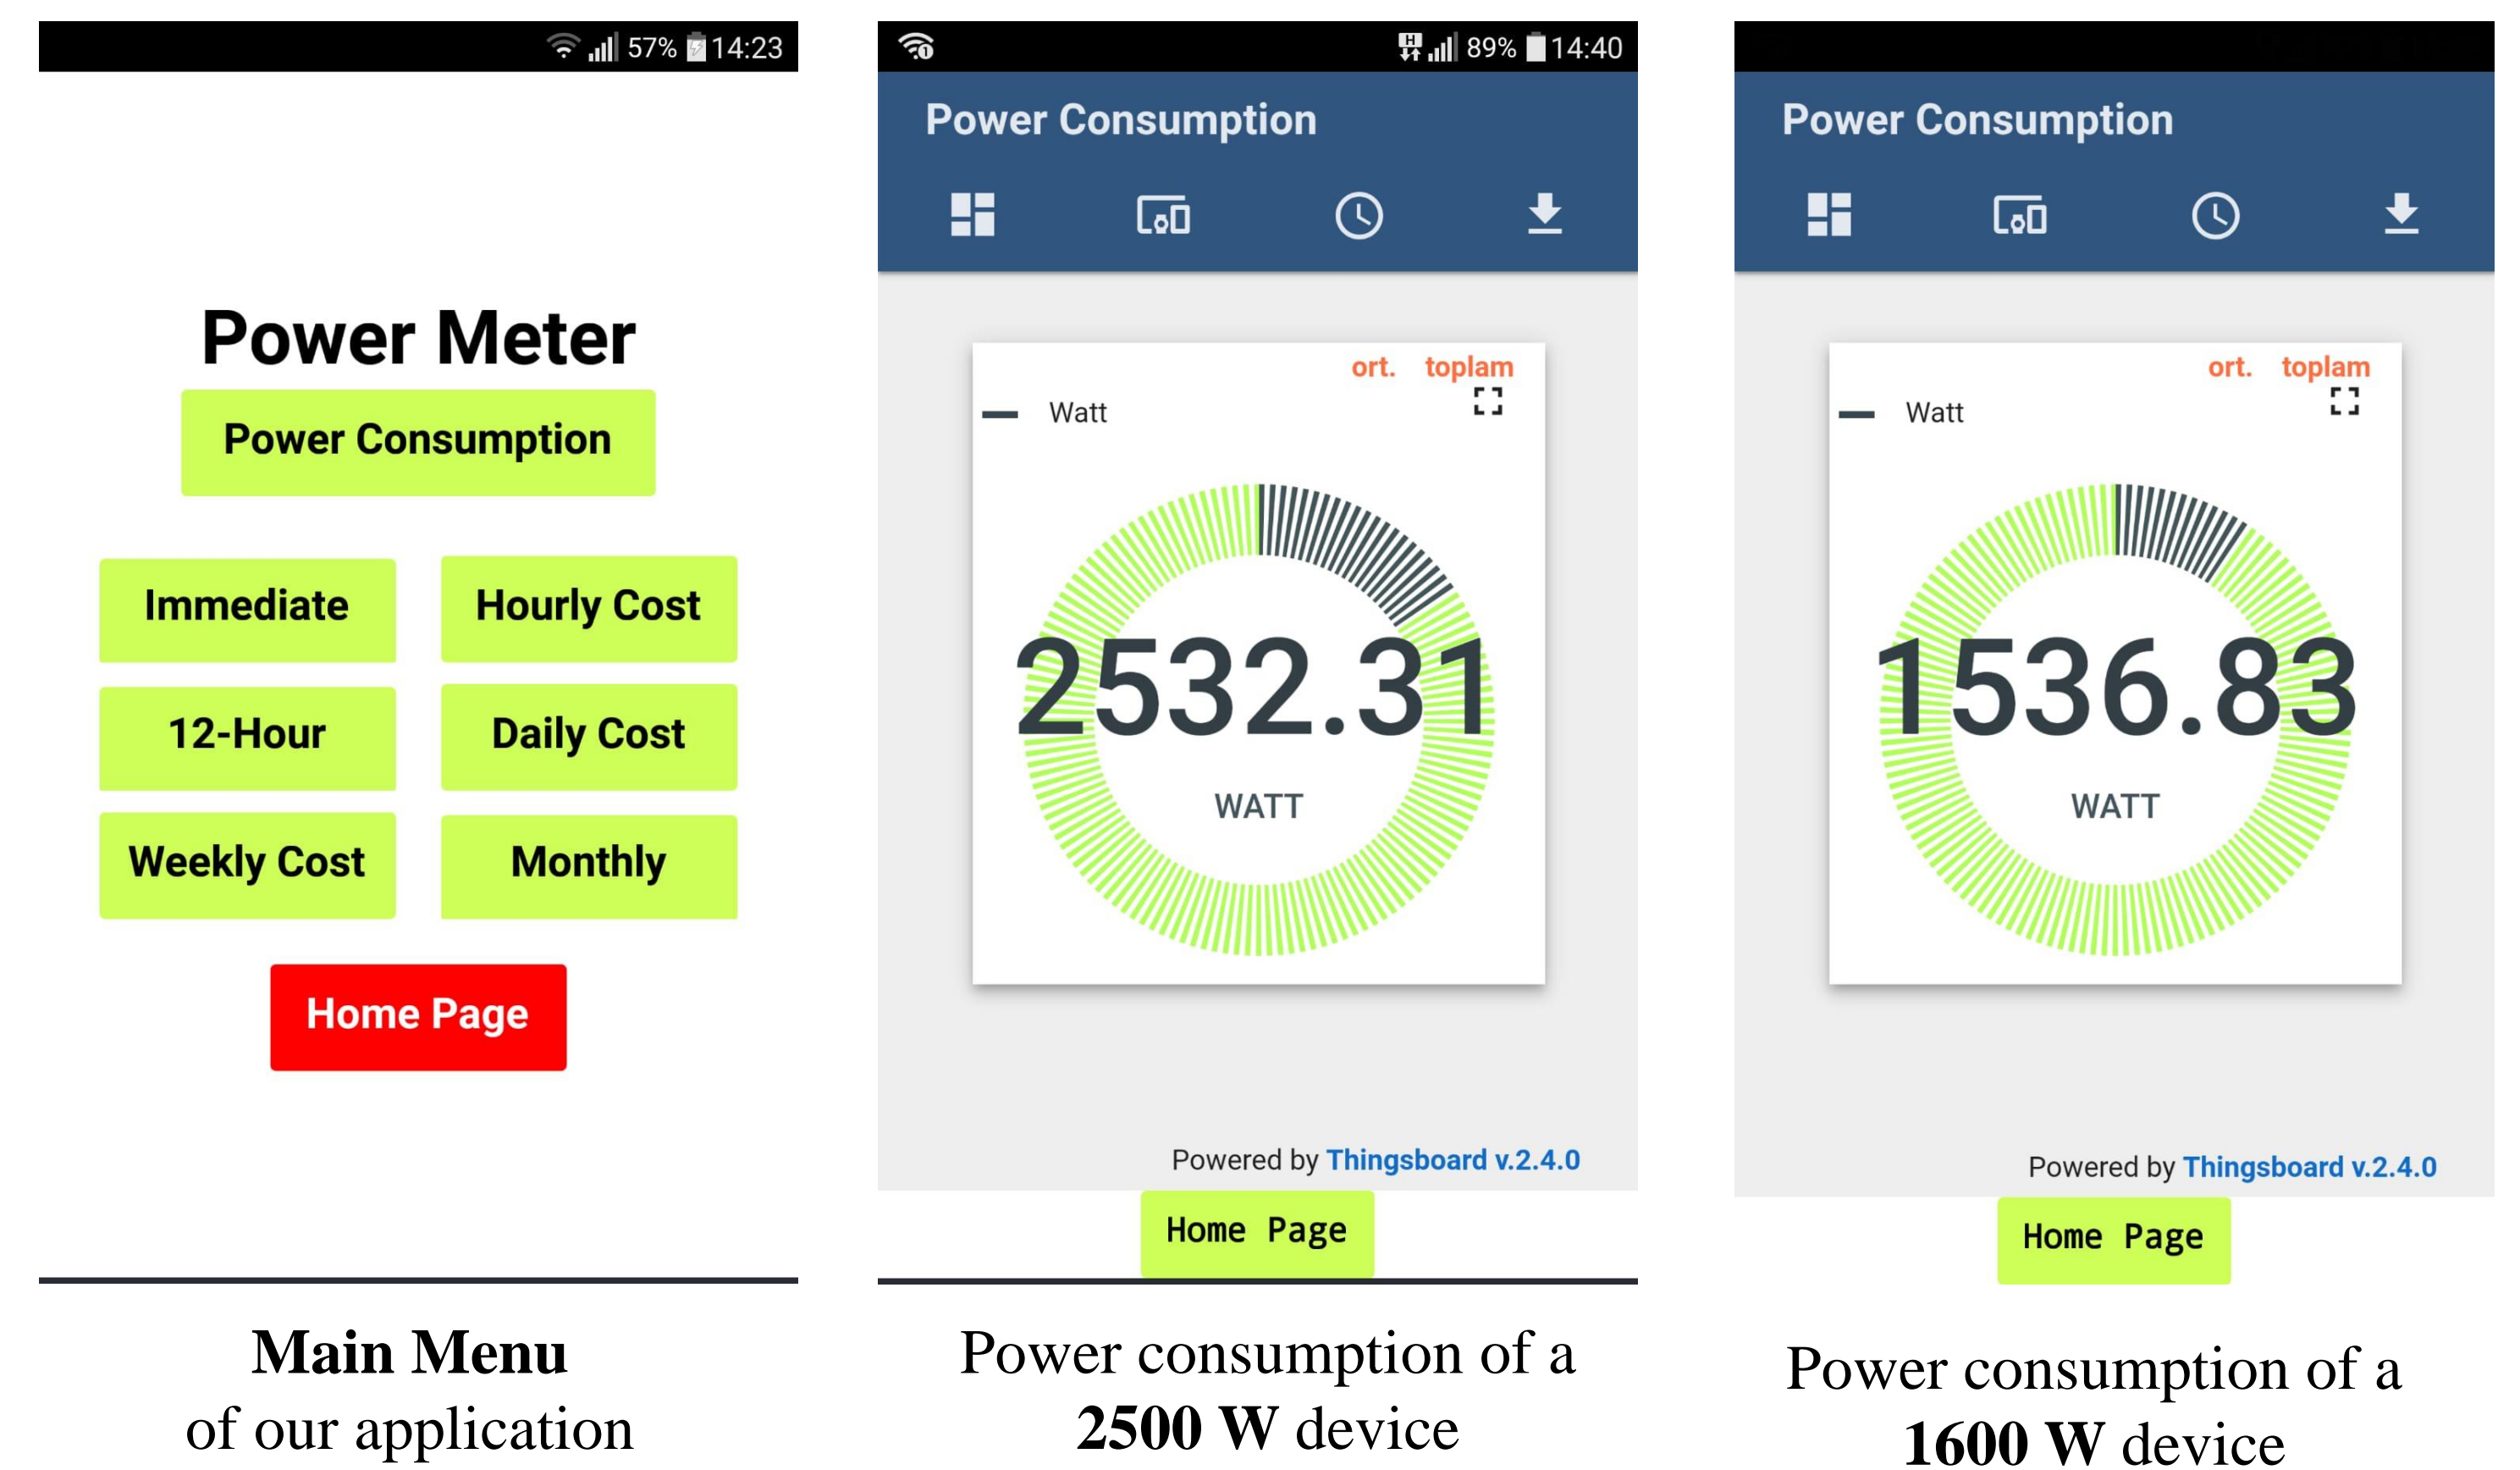 57% 14:23
Power Meter
Power Consumption
Immediate
Hourly Cost
12-Hour
Daily Cost
Weekly Cost
Monthly
Home Page
Main Menu
of our application
H 89% 14:40
Power Consumption
ort. toplam
Watt
2532.31
WATT
Powered by Thingsboard v.2.4.0
Home Page
Power consumption of a
2500 W device
Power Consumption
ort. toplam
Watt
1536.83
WATT
Powered by Thingsboard v.2.4.0
Home Page
Power consumption of a
1600 W device